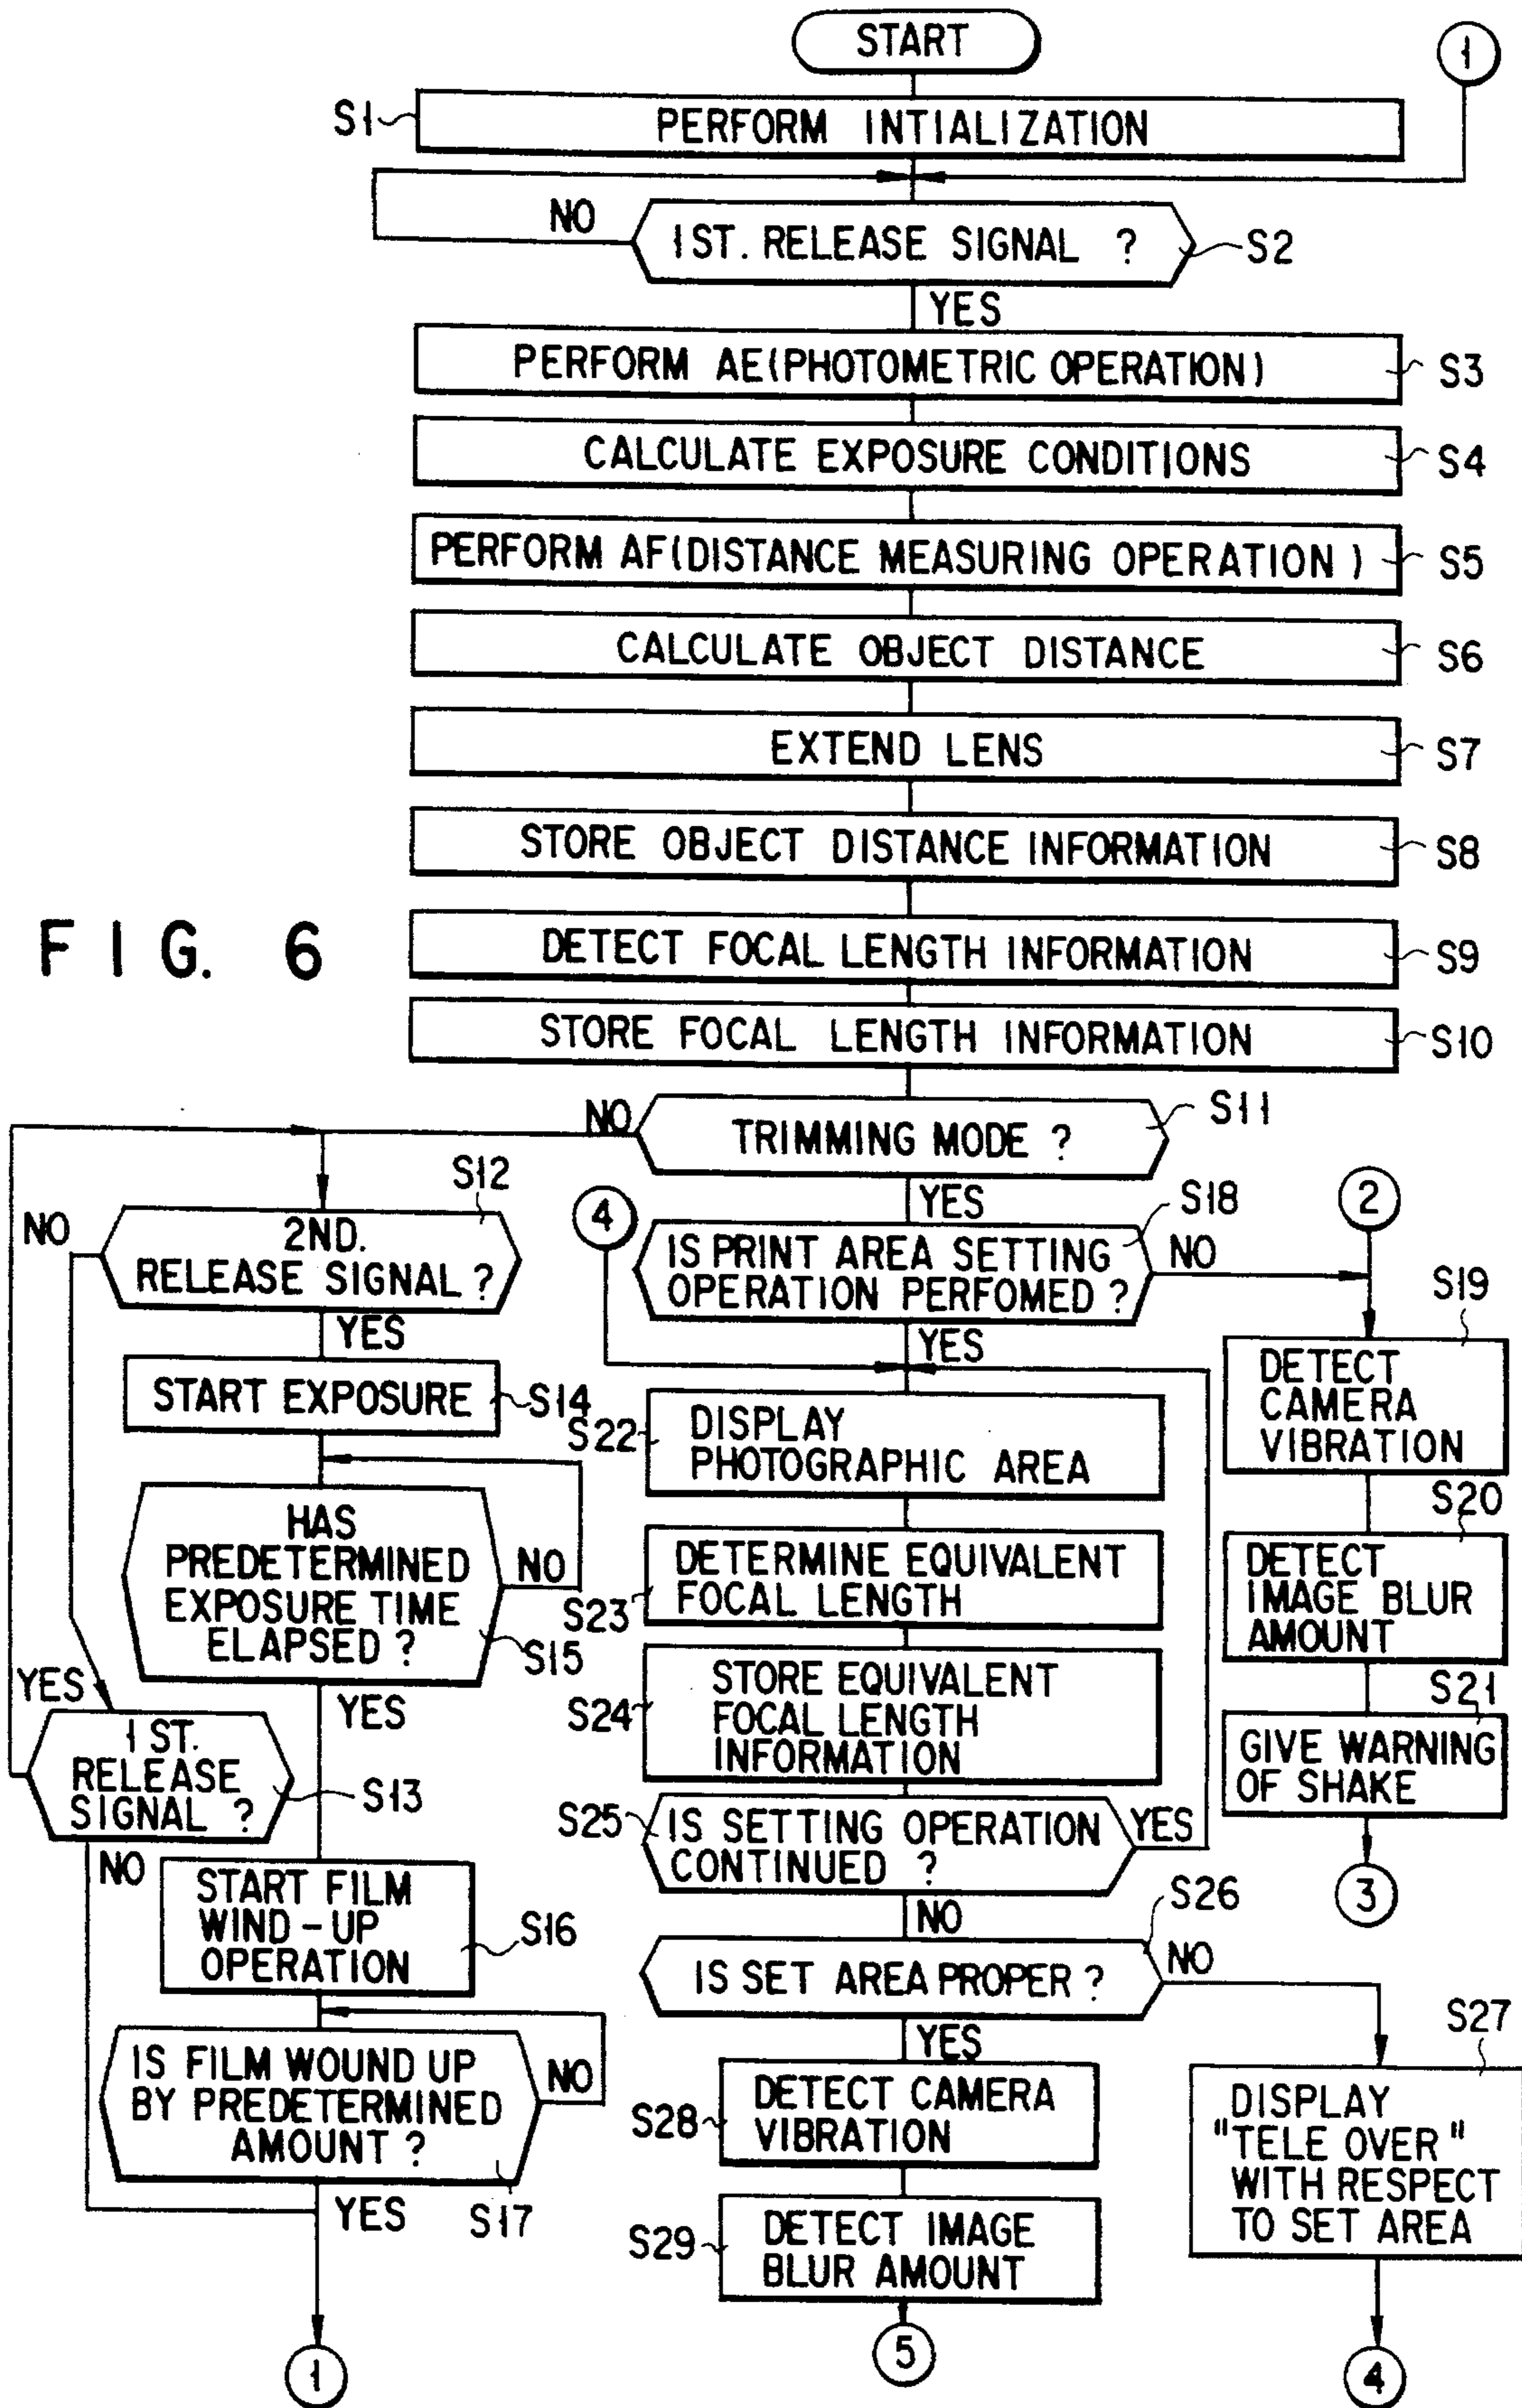 START
1
S1
PERFORM INTIALIZATION
NO
1ST. RELEASE SIGNAL ?
S2
YES
PERFORM AE(PHOTOMETRIC OPERATION)
S3
CALCULATE EXPOSURE CONDITIONS
S4
PERFORM AF(DISTANCE MEASURING OPERATION)
S5
CALCULATE OBJECT DISTANCE
S6
EXTEND LENS
S7
STORE OBJECT DISTANCE INFORMATION
S8
FIG. 6
DETECT FOCAL LENGTH INFORMATION
S9
STORE FOCAL LENGTH INFORMATION
S10
NO
TRIMMING MODE ?
S11
YES
S12
NO
2ND.
RELEASE SIGNAL ?
YES
START EXPOSURE
S14
HAS
PREDETERMINED
EXPOSURE TIME
ELAPSED ?
NO
S15
YES
YES
1ST.
RELEASE
SIGNAL ?
S13
NO
START FILM
WIND-UP
OPERATION
S16
IS FILM WOUND UP
BY PREDETERMINED
AMOUNT ?
NO
S17
YES
1
4
S18
IS PRINT AREA SETTING
OPERATION PERFOMED ?
NO
YES
S22
DISPLAY
PHOTOGRAPHIC AREA
S23
DETERMINE EQUIVALENT
FOCAL LENGTH
S24
STORE EQUIVALENT
FOCAL LENGTH
INFORMATION
S25
IS SETTING OPERATION
CONTINUED ?
YES
NO
S26
IS SET AREA PROPER ?
NO
YES
S28
DETECT CAMERA
VIBRATION
S29
DETECT IMAGE
BLUR AMOUNT
5
2
S19
DETECT
CAMERA
VIBRATION
S20
DETECT
IMAGE BLUR
AMOUNT
S21
GIVE WARNING
OF SHAKE
3
S27
DISPLAY
"TELE OVER"
WITH RESPECT
TO SET AREA
4